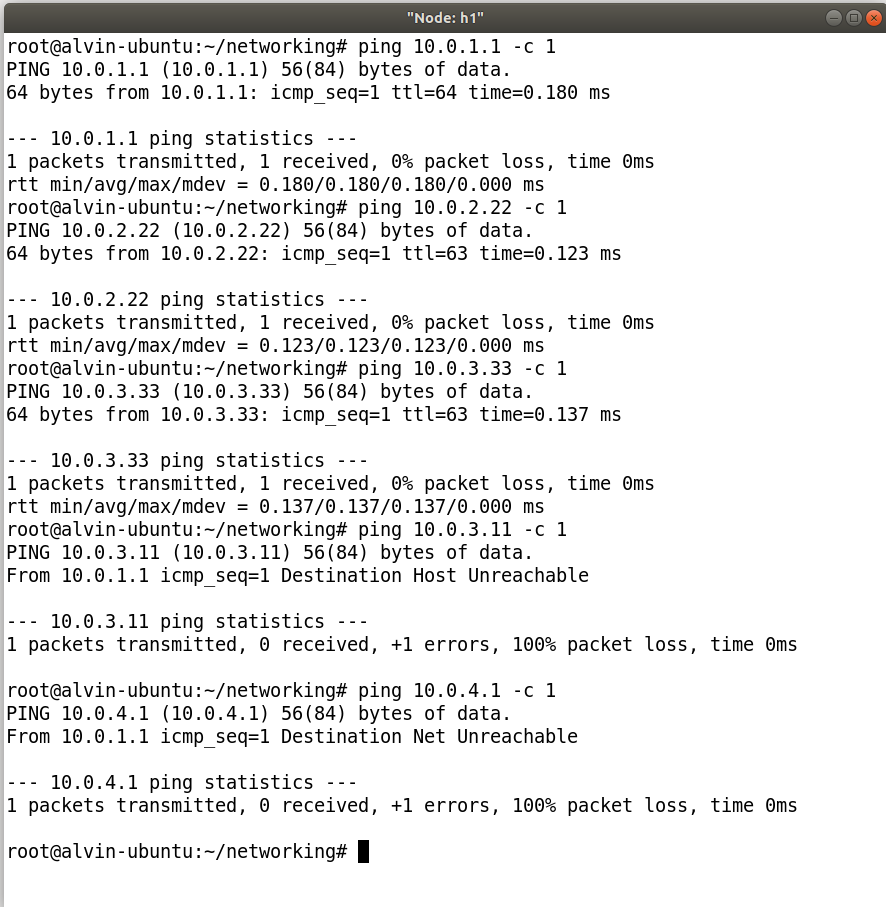 "Node: h1"
root@alvin-ubuntu:~/networking# ping 10.0.1.1 -c 1
PING 10.0.1.1 (10.0.1.1) 56(84) bytes of data.
64 bytes from 10.0.1.1: icmp_seq=1 ttl=64 time=0.180 ms

--- 10.0.1.1 ping statistics ---
1 packets transmitted, 1 received, 0% packet loss, time 0ms
rtt min/avg/max/mdev = 0.180/0.180/0.180/0.000 ms
root@alvin-ubuntu:~/networking# ping 10.0.2.22 -c 1
PING 10.0.2.22 (10.0.2.22) 56(84) bytes of data.
64 bytes from 10.0.2.22: icmp_seq=1 ttl=63 time=0.123 ms

--- 10.0.2.22 ping statistics ---
1 packets transmitted, 1 received, 0% packet loss, time 0ms
rtt min/avg/max/mdev = 0.123/0.123/0.123/0.000 ms
root@alvin-ubuntu:~/networking# ping 10.0.3.33 -c 1
PING 10.0.3.33 (10.0.3.33) 56(84) bytes of data.
64 bytes from 10.0.3.33: icmp_seq=1 ttl=63 time=0.137 ms

--- 10.0.3.33 ping statistics ---
1 packets transmitted, 1 received, 0% packet loss, time 0ms
rtt min/avg/max/mdev = 0.137/0.137/0.137/0.000 ms
root@alvin-ubuntu:~/networking# ping 10.0.3.11 -c 1
PING 10.0.3.11 (10.0.3.11) 56(84) bytes of data.
From 10.0.1.1 icmp_seq=1 Destination Host Unreachable

--- 10.0.3.11 ping statistics ---
1 packets transmitted, 0 received, +1 errors, 100% packet loss, time 0ms

root@alvin-ubuntu:~/networking# ping 10.0.4.1 -c 1
PING 10.0.4.1 (10.0.4.1) 56(84) bytes of data.
From 10.0.1.1 icmp_seq=1 Destination Net Unreachable

--- 10.0.4.1 ping statistics ---
1 packets transmitted, 0 received, +1 errors, 100% packet loss, time 0ms

root@alvin-ubuntu:~/networking#